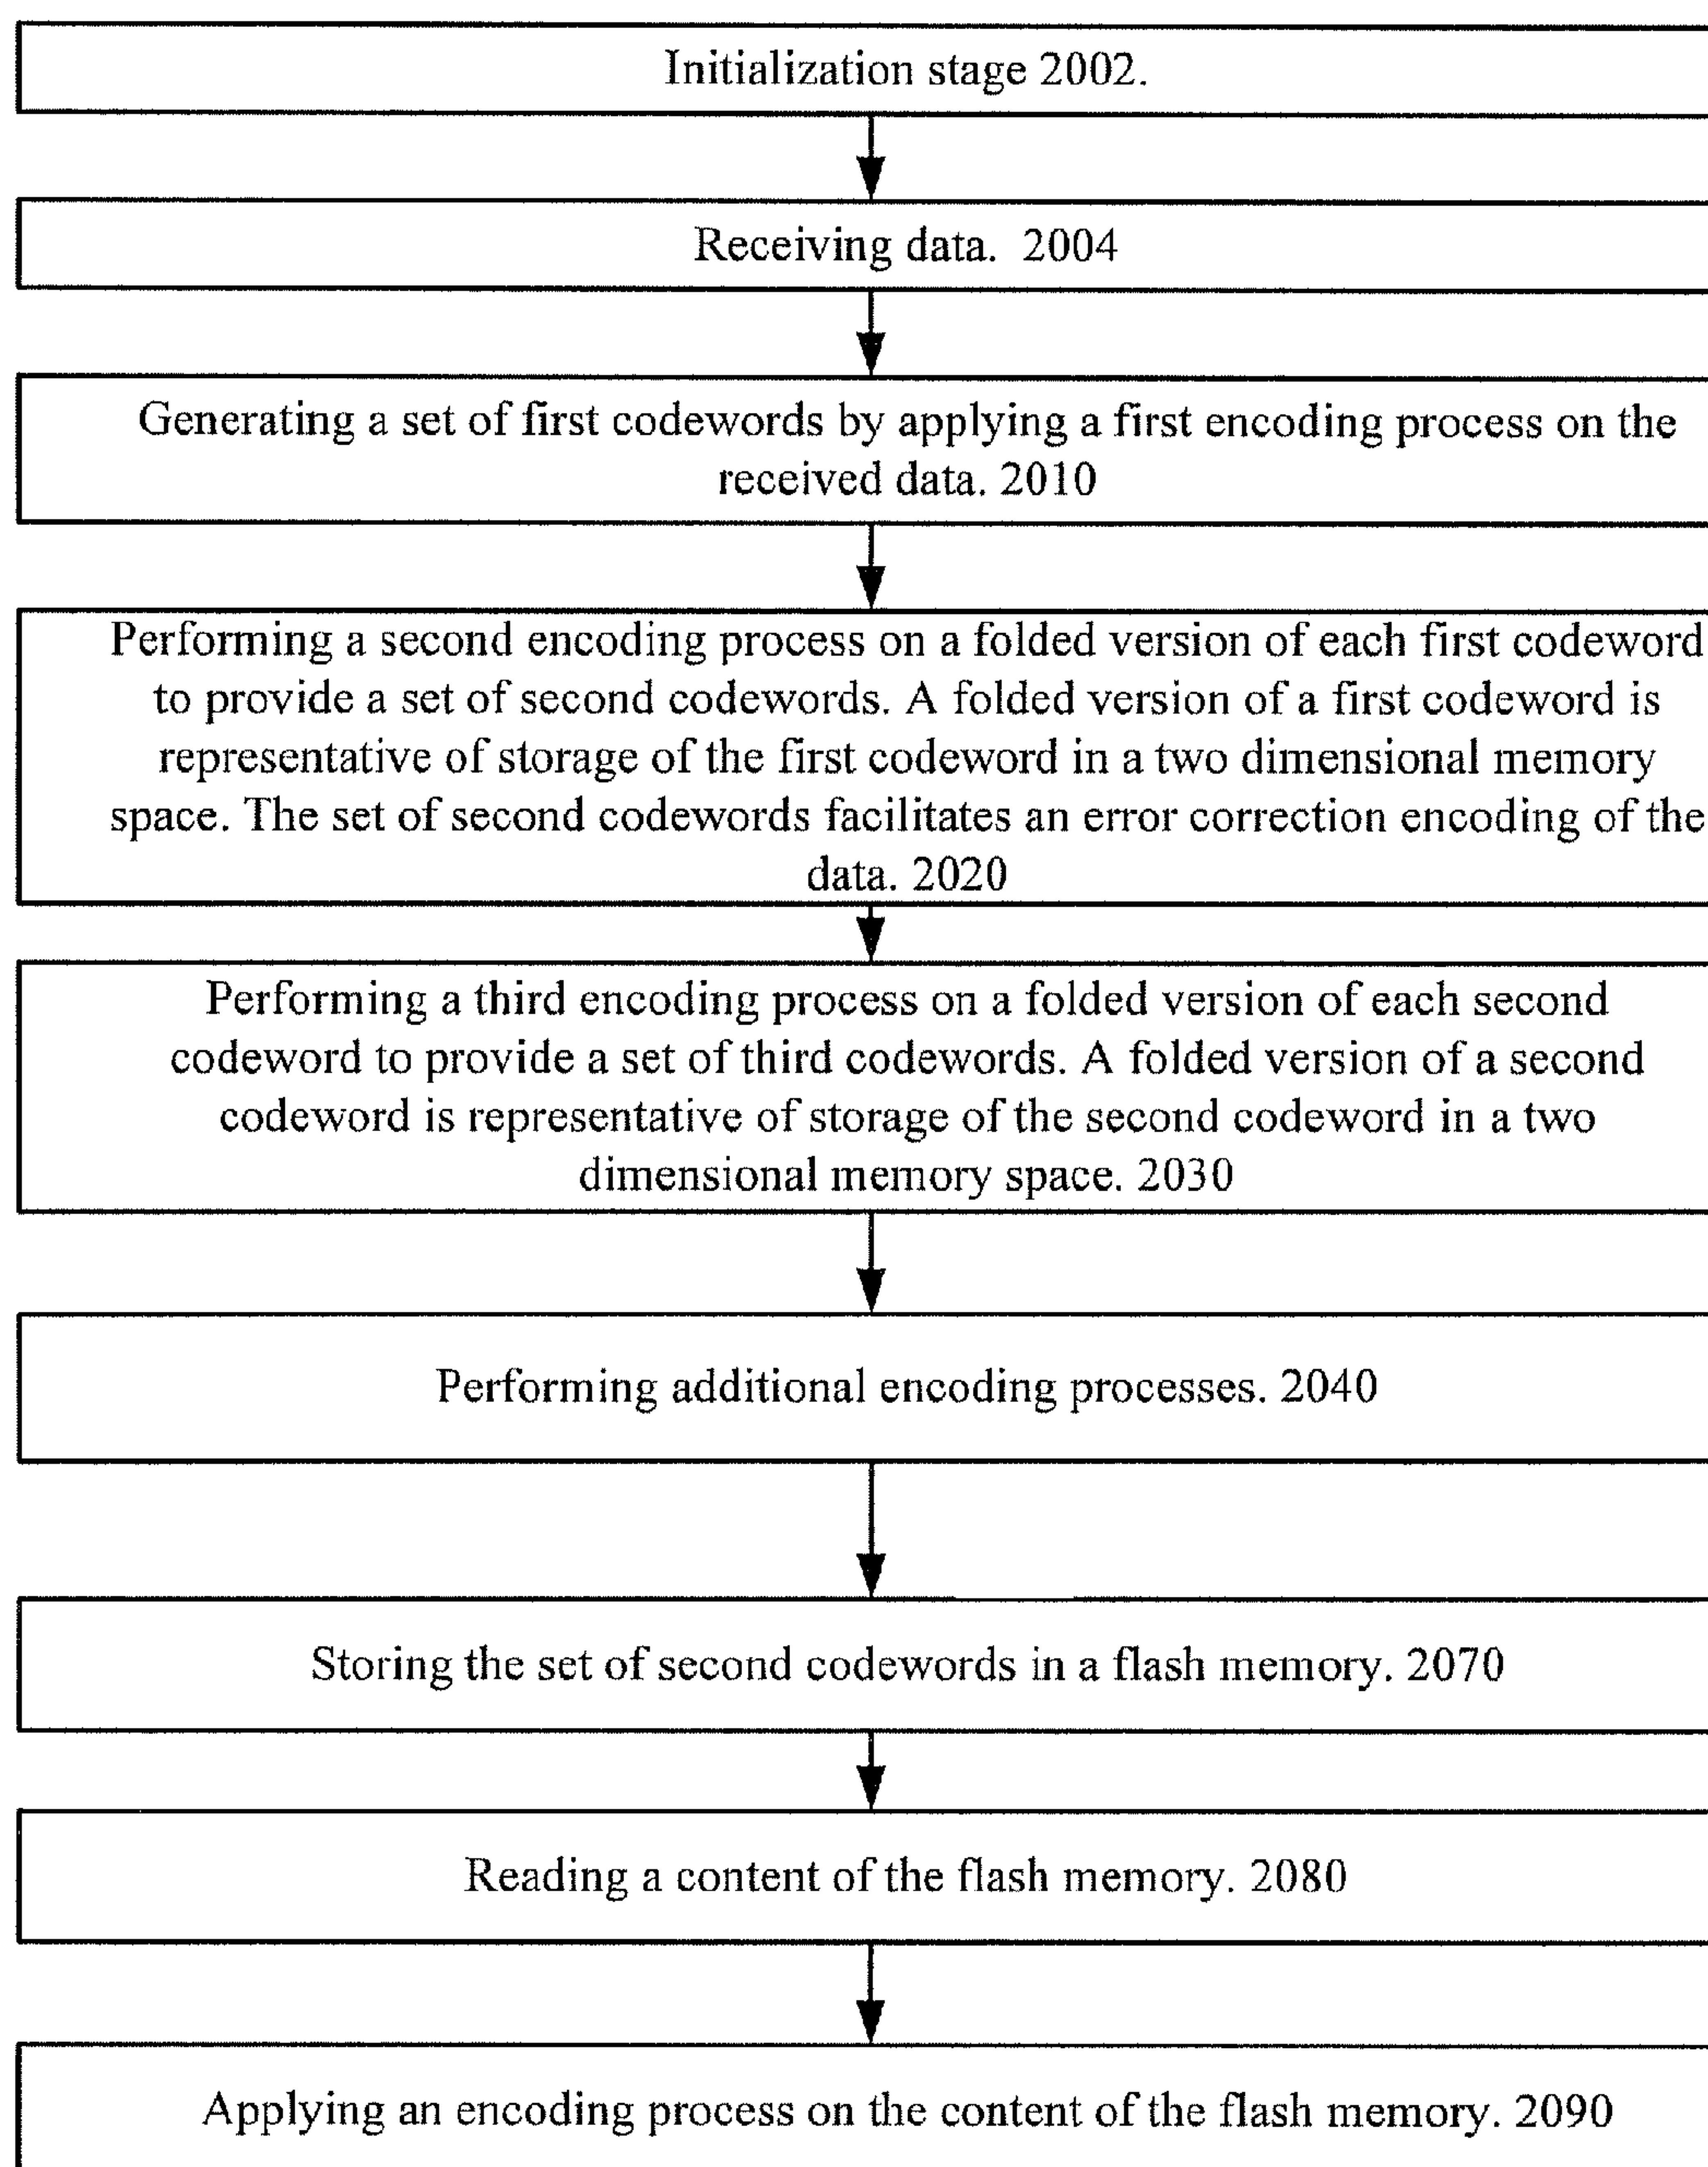 Initialization stage 2002.
Receiving data. 2004
Generating a set of first codewords by applying a first encoding process on the
received data. 2010
Performing a second encoding process on a folded version of each first codeword
to provide a set of second codewords. A folded version of a first codeword is
representative of storage of the first codeword in a two dimensional memory
space. The set of second codewords facilitates an error correction encoding of the
data. 2020
Performing a third encoding process on a folded version of each second
codeword to provide a set of third codewords. A folded version of a second
codeword is representative of storage of the second codeword in a two
dimensional memory space. 2030
Performing additional encoding processes. 2040
Storing the set of second codewords in a flash memory. 2070
Reading a content of the flash memory. 2080
Applying an encoding process on the content of the flash memory. 2090